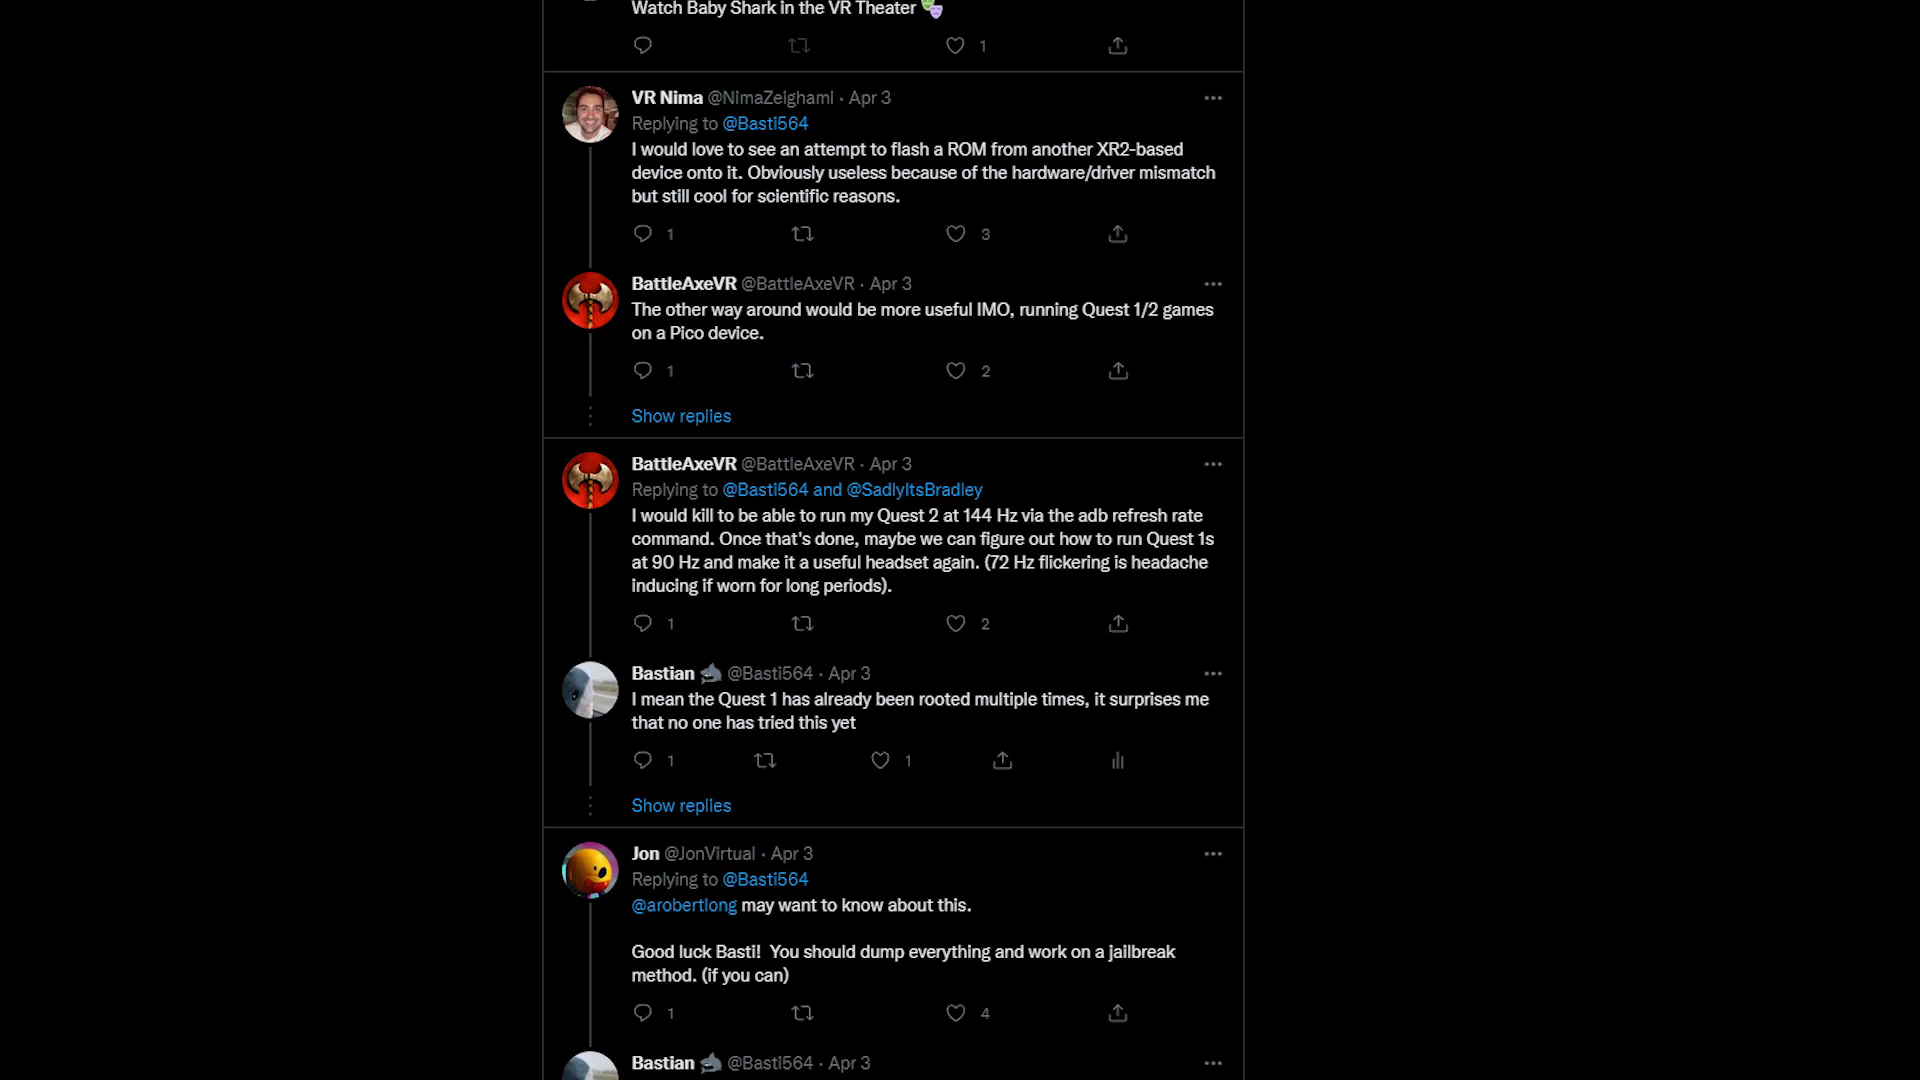 Watch Baby Shark in the VR Theater 🎭
1
VR Nima @NimaZeighami · Apr 3
Replying to @Basti564
I would love to see an attempt to flash a ROM from another XR2-based
device onto it. Obviously useless because of the hardware/driver mismatch
but still cool for scientific reasons.
1 3
BattleAxeVR @BattleAxeVR · Apr 3
The other way around would be more useful IMO, running Quest 1/2 games
on a Pico device.
1 2
Show replies
BattleAxeVR @BattleAxeVR · Apr 3
Replying to @Basti564 and @SadlyItsBradley
I would kill to be able to run my Quest 2 at 144 Hz via the adb refresh rate
command. Once that's done, maybe we can figure out how to run Quest 1s
at 90 Hz and make it a useful headset again. (72 Hz flickering is headache
inducing if worn for long periods).
1 2
Bastian 🦈 @Basti564 · Apr 3
I mean the Quest 1 has already been rooted multiple times, it surprises me
that no one has tried this yet
1 1
Show replies
Jon @JonVirtual · Apr 3
Replying to @Basti564
@arobertlong may want to know about this.
Good luck Basti!  You should dump everything and work on a jailbreak
method. (if you can)
1 4
Bastian 🦈 @Basti564 · Apr 3